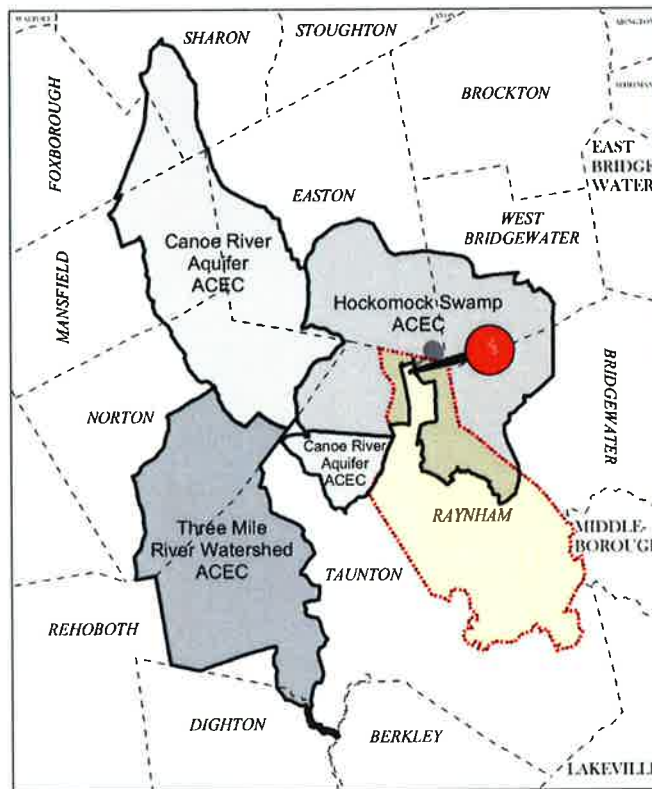 SHARON
STOUGHTON
FOXBOROUGH
BROCKTON
EAST
BRIDGE
WATER
EASTON
WEST
BRIDGEWATER
Canoe River
Aquifer
ACEC
MANSFIELD
Hockomock Swamp
ACEC
BRIDGEWATER
NORTON
Canoe River
Aquifer
ACEC
RAYNHAM
MIDDLE-
BOROUGH
Three Mile
River Watershed
ACEC
TAUNTON
REHOBOTH
DIGHTON
BERKLEY
LAKEVILLE